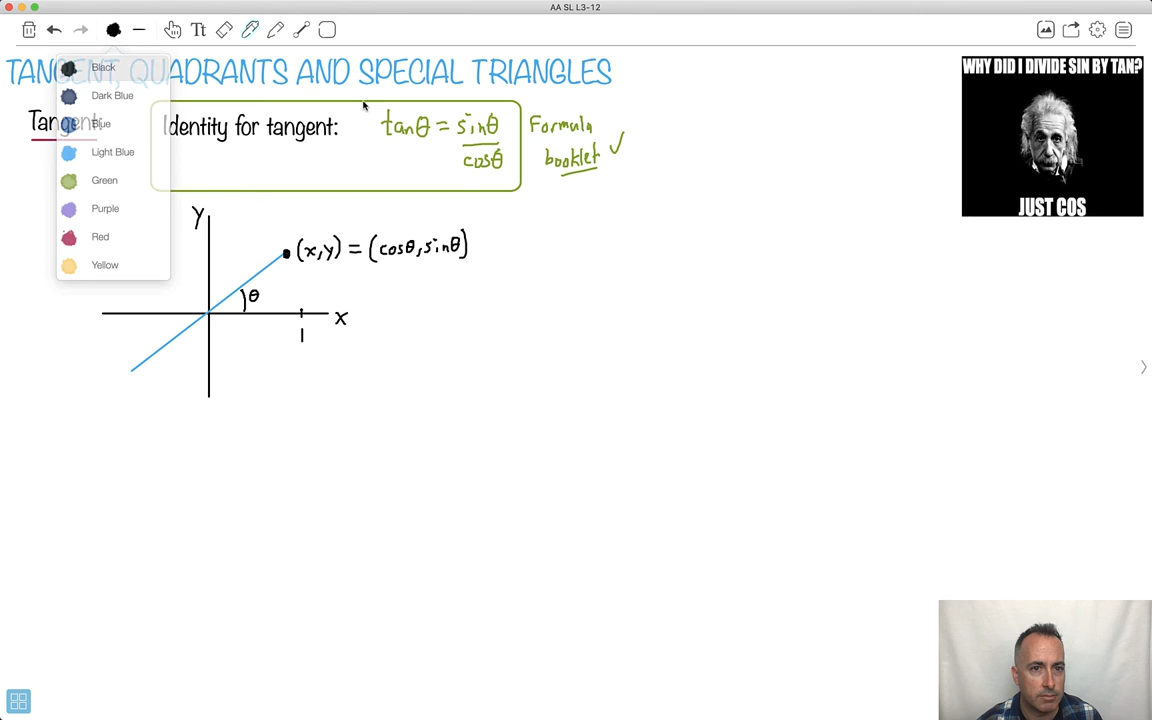 AA SL L3-12
Tt
TANGENT, QUADRANTS AND SPECIAL TRIANGLES
Black
Dark Blue
Blue
Light Blue
Green
Purple
Red
Yellow
Tangent:
Identity for tangent:
tanθ = sinθ
cosθ
Formula
booklet ✓
WHY DID I DIVIDE SIN BY TAN?
JUST COS
y
(x,y) = (cosθ, sinθ)
θ
x
1